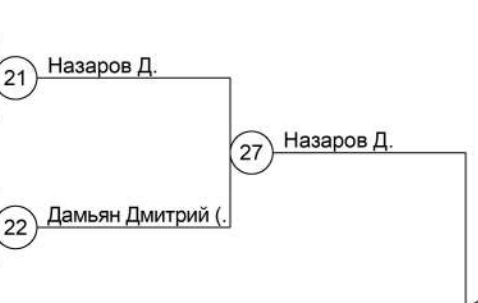 21 Назаров Д.
27 Назаров Д.
22 Дамьян Дмитрий (.